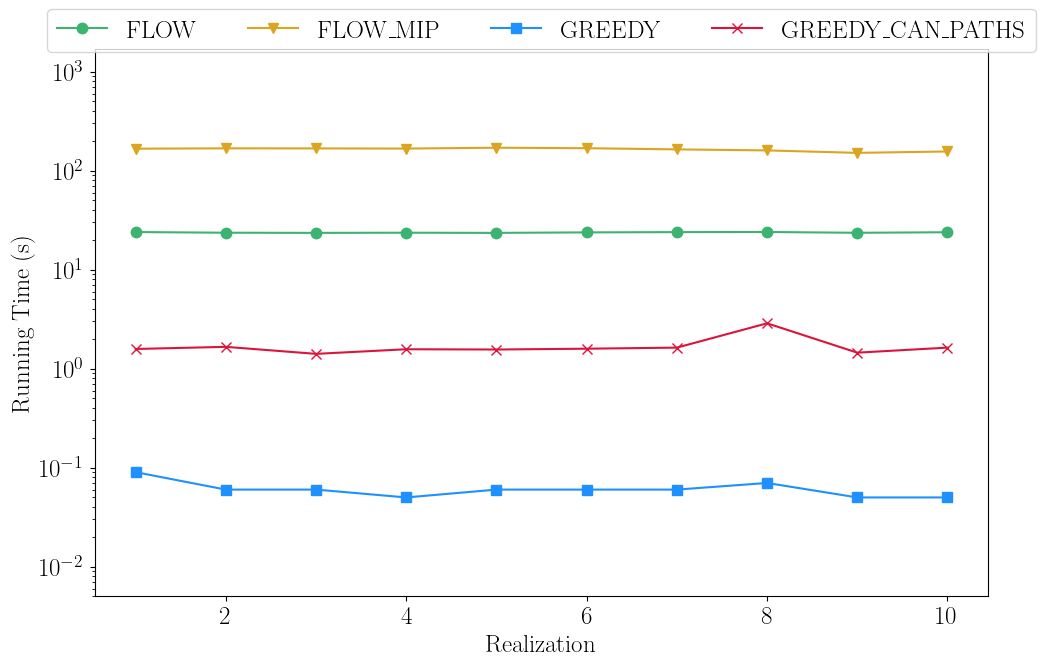 FLOW FLOW_MIP GREEDY GREEDY_CAN_PATHS
10³
10²
10¹
10⁰
10⁻¹
10⁻²
Running Time (s)
2 4 6 8 10
Realization